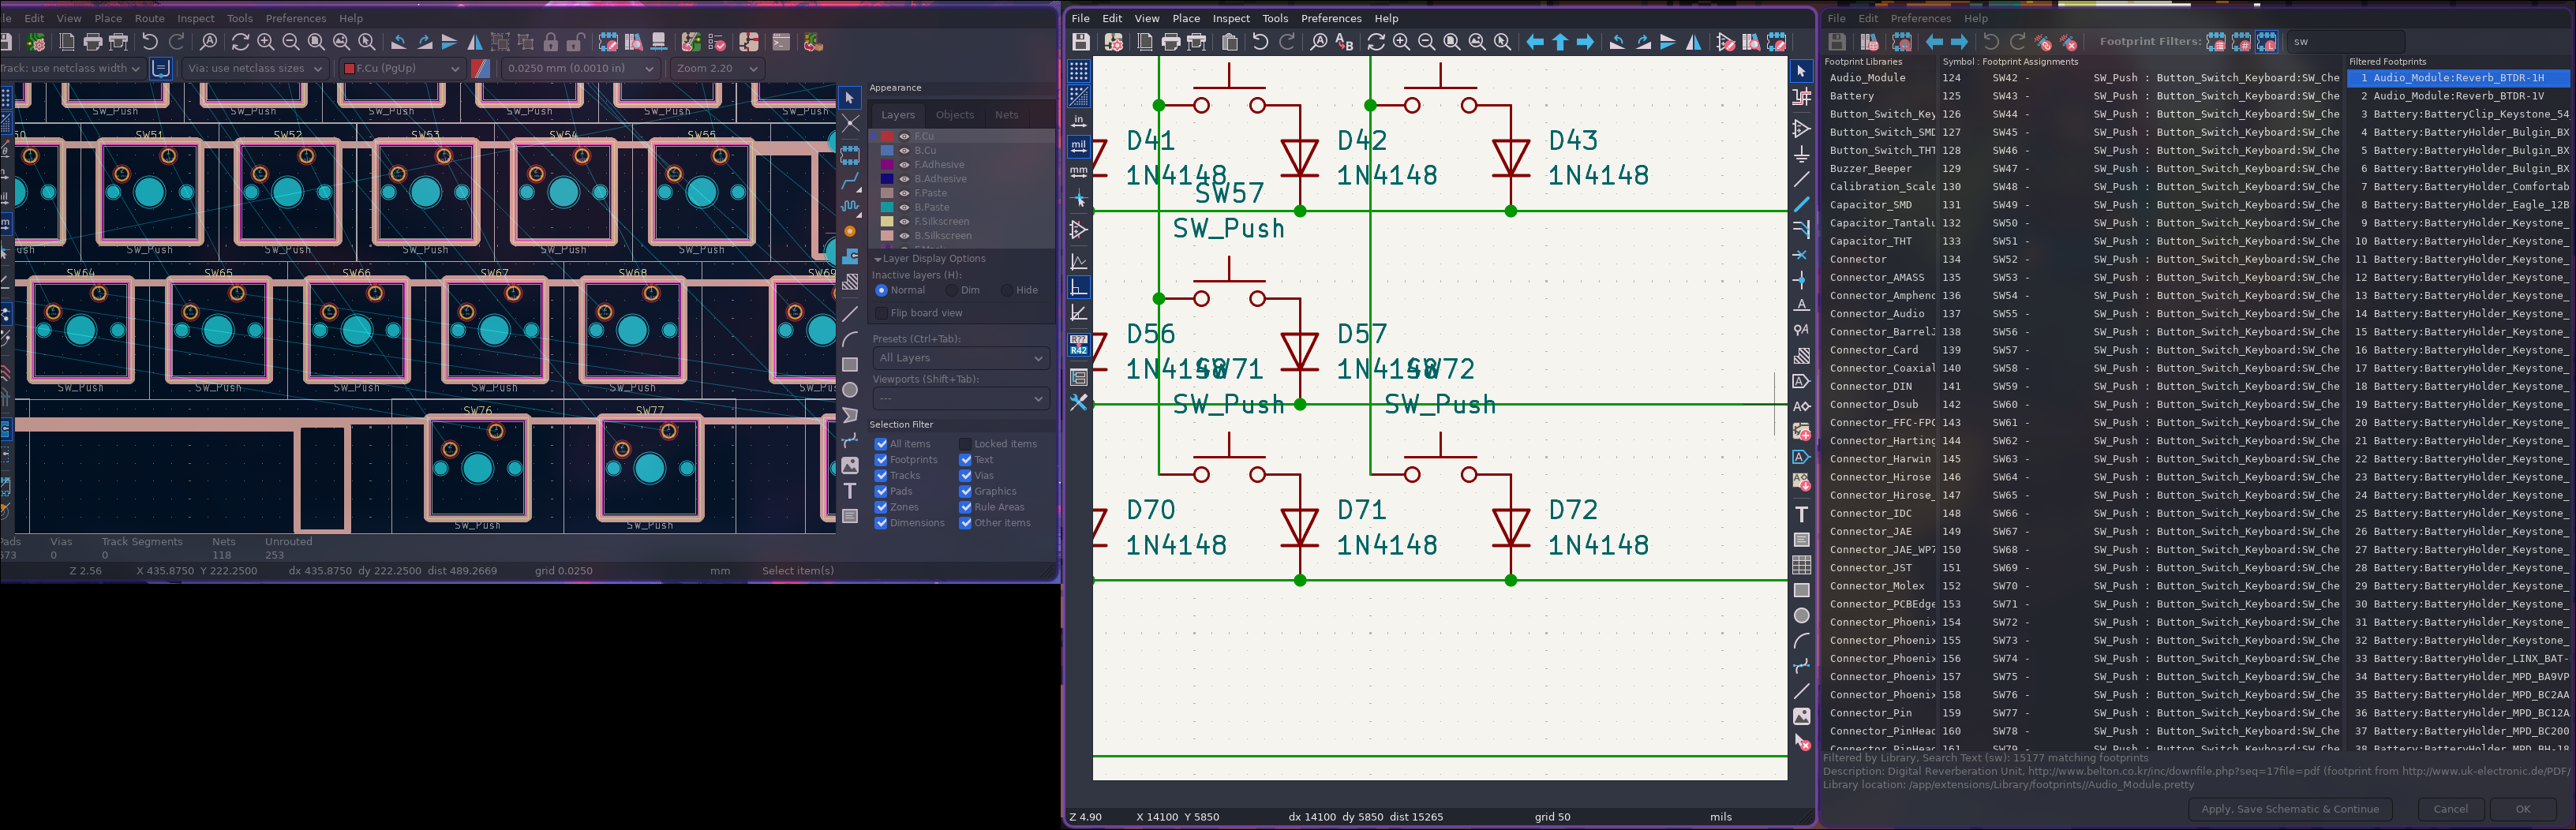 File Edit View Place Route Inspect Tools Preferences Help
Track: use netclass width
Via: use netclass sizes
F.Cu (PgUp)
0.0250 mm (0.0010 in)
Zoom 2.20
SW_Push SW_Push SW_Push SW_Push SW_Push SW_Push
SW51 SW52 SW53 SW54 SW55
SW_Push SW_Push SW_Push SW_Push SW_Push
SW64 SW65 SW66 SW67 SW68 SW69
SW_Push SW_Push SW_Push SW_Push SW_Push SW_Pu
SW76 SW77
SW_Push SW_Push
Appearance
Layers Objects Nets
F.Cu
B.Cu
F.Adhesive
B.Adhesive
F.Paste
B.Paste
F.Silkscreen
B.Silkscreen
Layer Display Options
Inactive layers (H):
Normal Dim Hide
Flip board view
Presets (Ctrl+Tab):
All Layers
Viewports (Shift+Tab):
---
Selection Filter
All items Locked items
Footprints Text
Tracks Vias
Pads Graphics
Zones Rule Areas
Dimensions Other items
Pads Vias Track Segments Nets Unrouted
573 0 0 118 253
Z 2.56 X 435.8750 Y 222.2500 dx 435.8750 dy 222.2500 dist 489.2669 grid 0.0250 mm Select item(s)
File Edit View Place Inspect Tools Preferences Help
in
mil
mm
D41 D42 D43
1N4148 1N4148 1N4148
SW57
SW_Push
D56 D57
1N4148 1N4148
SW71 SW72
SW_Push SW_Push
D70 D71 D72
1N4148 1N4148 1N4148
Z 4.90 X 14100 Y 5850 dx 14100 dy 5850 dist 15265 grid 50 mils
File Edit Preferences Help
Footprint Filters: sw
Footprint Libraries
Audio_Module
Battery
Button_Switch_Key
Button_Switch_SMD
Button_Switch_THT
Buzzer_Beeper
Calibration_Scale
Capacitor_SMD
Capacitor_Tantalu
Capacitor_THT
Connector
Connector_AMASS
Connector_Ampheno
Connector_Audio
Connector_BarrelJ
Connector_Card
Connector_Coaxial
Connector_DIN
Connector_Dsub
Connector_FFC-FPC
Connector_Harting
Connector_Harwin
Connector_Hirose
Connector_Hirose_
Connector_IDC
Connector_JAE
Connector_JAE_WP7
Connector_JST
Connector_Molex
Connector_PCBEdge
Connector_Phoenix
Connector_Phoenix
Connector_Phoenix
Connector_Phoenix
Connector_Phoenix
Connector_Pin
Connector_PinHead
Connector_PinHead
Symbol : Footprint Assignments
124 SW42 - SW_Push : Button_Switch_Keyboard:SW_Che
125 SW43 - SW_Push : Button_Switch_Keyboard:SW_Che
126 SW44 - SW_Push : Button_Switch_Keyboard:SW_Che
127 SW45 - SW_Push : Button_Switch_Keyboard:SW_Che
128 SW46 - SW_Push : Button_Switch_Keyboard:SW_Che
129 SW47 - SW_Push : Button_Switch_Keyboard:SW_Che
130 SW48 - SW_Push : Button_Switch_Keyboard:SW_Che
131 SW49 - SW_Push : Button_Switch_Keyboard:SW_Che
132 SW50 - SW_Push : Button_Switch_Keyboard:SW_Che
133 SW51 - SW_Push : Button_Switch_Keyboard:SW_Che
134 SW52 - SW_Push : Button_Switch_Keyboard:SW_Che
135 SW53 - SW_Push : Button_Switch_Keyboard:SW_Che
136 SW54 - SW_Push : Button_Switch_Keyboard:SW_Che
137 SW55 - SW_Push : Button_Switch_Keyboard:SW_Che
138 SW56 - SW_Push : Button_Switch_Keyboard:SW_Che
139 SW57 - SW_Push : Button_Switch_Keyboard:SW_Che
140 SW58 - SW_Push : Button_Switch_Keyboard:SW_Che
141 SW59 - SW_Push : Button_Switch_Keyboard:SW_Che
142 SW60 - SW_Push : Button_Switch_Keyboard:SW_Che
143 SW61 - SW_Push : Button_Switch_Keyboard:SW_Che
144 SW62 - SW_Push : Button_Switch_Keyboard:SW_Che
145 SW63 - SW_Push : Button_Switch_Keyboard:SW_Che
146 SW64 - SW_Push : Button_Switch_Keyboard:SW_Che
147 SW65 - SW_Push : Button_Switch_Keyboard:SW_Che
148 SW66 - SW_Push : Button_Switch_Keyboard:SW_Che
149 SW67 - SW_Push : Button_Switch_Keyboard:SW_Che
150 SW68 - SW_Push : Button_Switch_Keyboard:SW_Che
151 SW69 - SW_Push : Button_Switch_Keyboard:SW_Che
152 SW70 - SW_Push : Button_Switch_Keyboard:SW_Che
153 SW71 - SW_Push : Button_Switch_Keyboard:SW_Che
154 SW72 - SW_Push : Button_Switch_Keyboard:SW_Che
155 SW73 - SW_Push : Button_Switch_Keyboard:SW_Che
156 SW74 - SW_Push : Button_Switch_Keyboard:SW_Che
157 SW75 - SW_Push : Button_Switch_Keyboard:SW_Che
158 SW76 - SW_Push : Button_Switch_Keyboard:SW_Che
159 SW77 - SW_Push : Button_Switch_Keyboard:SW_Che
160 SW78 - SW_Push : Button_Switch_Keyboard:SW_Che
161 SW79 - SW_Push : Button_Switch_Keyboard:SW_Che
Filtered Footprints
1 Audio_Module:Reverb_BTDR-1H
2 Audio_Module:Reverb_BTDR-1V
3 Battery:BatteryClip_Keystone_54
4 Battery:BatteryHolder_Bulgin_BX
5 Battery:BatteryHolder_Bulgin_BX
6 Battery:BatteryHolder_Bulgin_BX
7 Battery:BatteryHolder_Comfortab
8 Battery:BatteryHolder_Eagle_12B
9 Battery:BatteryHolder_Keystone_
10 Battery:BatteryHolder_Keystone_
11 Battery:BatteryHolder_Keystone_
12 Battery:BatteryHolder_Keystone_
13 Battery:BatteryHolder_Keystone_
14 Battery:BatteryHolder_Keystone_
15 Battery:BatteryHolder_Keystone_
16 Battery:BatteryHolder_Keystone_
17 Battery:BatteryHolder_Keystone_
18 Battery:BatteryHolder_Keystone_
19 Battery:BatteryHolder_Keystone_
20 Battery:BatteryHolder_Keystone_
21 Battery:BatteryHolder_Keystone_
22 Battery:BatteryHolder_Keystone_
23 Battery:BatteryHolder_Keystone_
24 Battery:BatteryHolder_Keystone_
25 Battery:BatteryHolder_Keystone_
26 Battery:BatteryHolder_Keystone_
27 Battery:BatteryHolder_Keystone_
28 Battery:BatteryHolder_Keystone_
29 Battery:BatteryHolder_Keystone_
30 Battery:BatteryHolder_Keystone_
31 Battery:BatteryHolder_Keystone_
32 Battery:BatteryHolder_Keystone_
33 Battery:BatteryHolder_LINX_BAT-
34 Battery:BatteryHolder_MPD_BA9VP
35 Battery:BatteryHolder_MPD_BC2AA
36 Battery:BatteryHolder_MPD_BC12A
37 Battery:BatteryHolder_MPD_BC200
38 Battery:BatteryHolder_MPD_BH-18
Filtered by Library, Search Text (sw): 15177 matching footprints
Description: Digital Reverberation Unit, http://www.belton.co.kr/inc/downfile.php?seq=17file=pdf (footprint from http://www.uk-electronic.de/PDF/
Library location: /app/extensions/Library/footprints//Audio_Module.pretty
Apply, Save Schematic & Continue Cancel OK